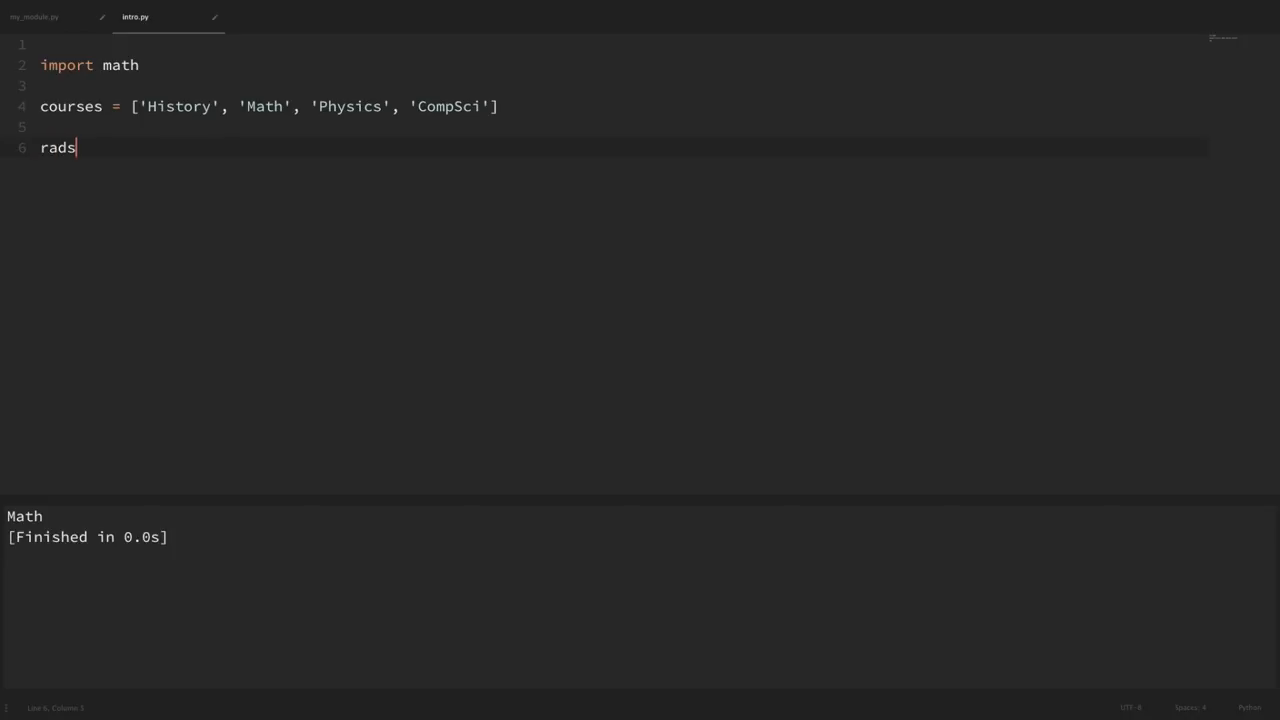 my_module.py
intro.py
1
2 import math
3
4 courses = ['History', 'Math', 'Physics', 'CompSci']
5
6 rads
Math
[Finished in 0.0s]
Line 6, Column 5
UTF-8
Spaces: 4
Python